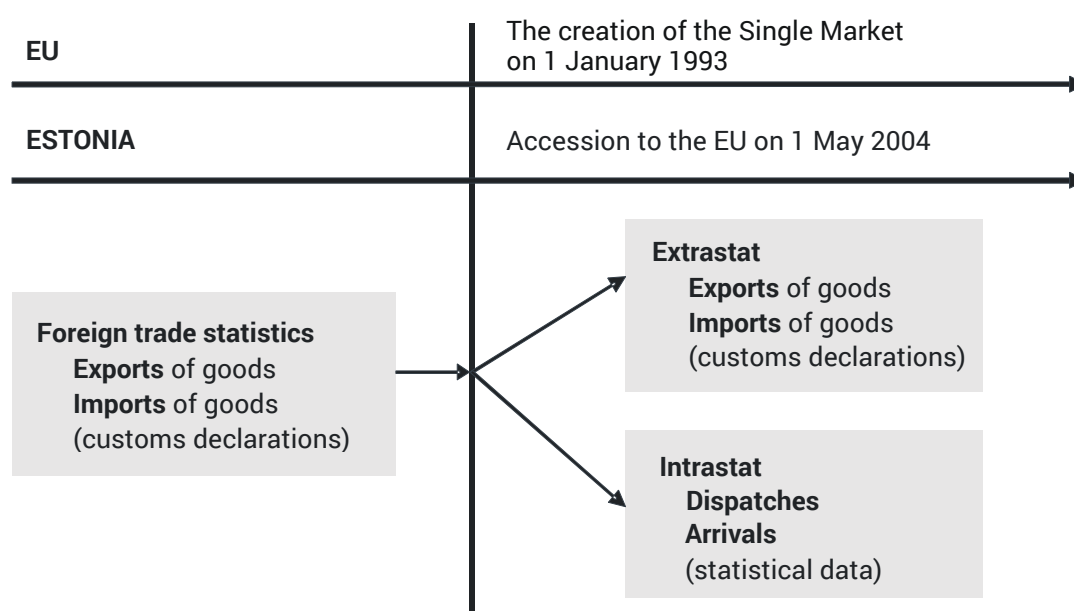 EU
The creation of the Single Market
on 1 January 1993
ESTONIA
Accession to the EU on 1 May 2004
Foreign trade statistics
Exports of goods
Imports of goods
(customs declarations)
Extrastat
Exports of goods
Imports of goods
(customs declarations)
Intrastat
Dispatches
Arrivals
(statistical data)